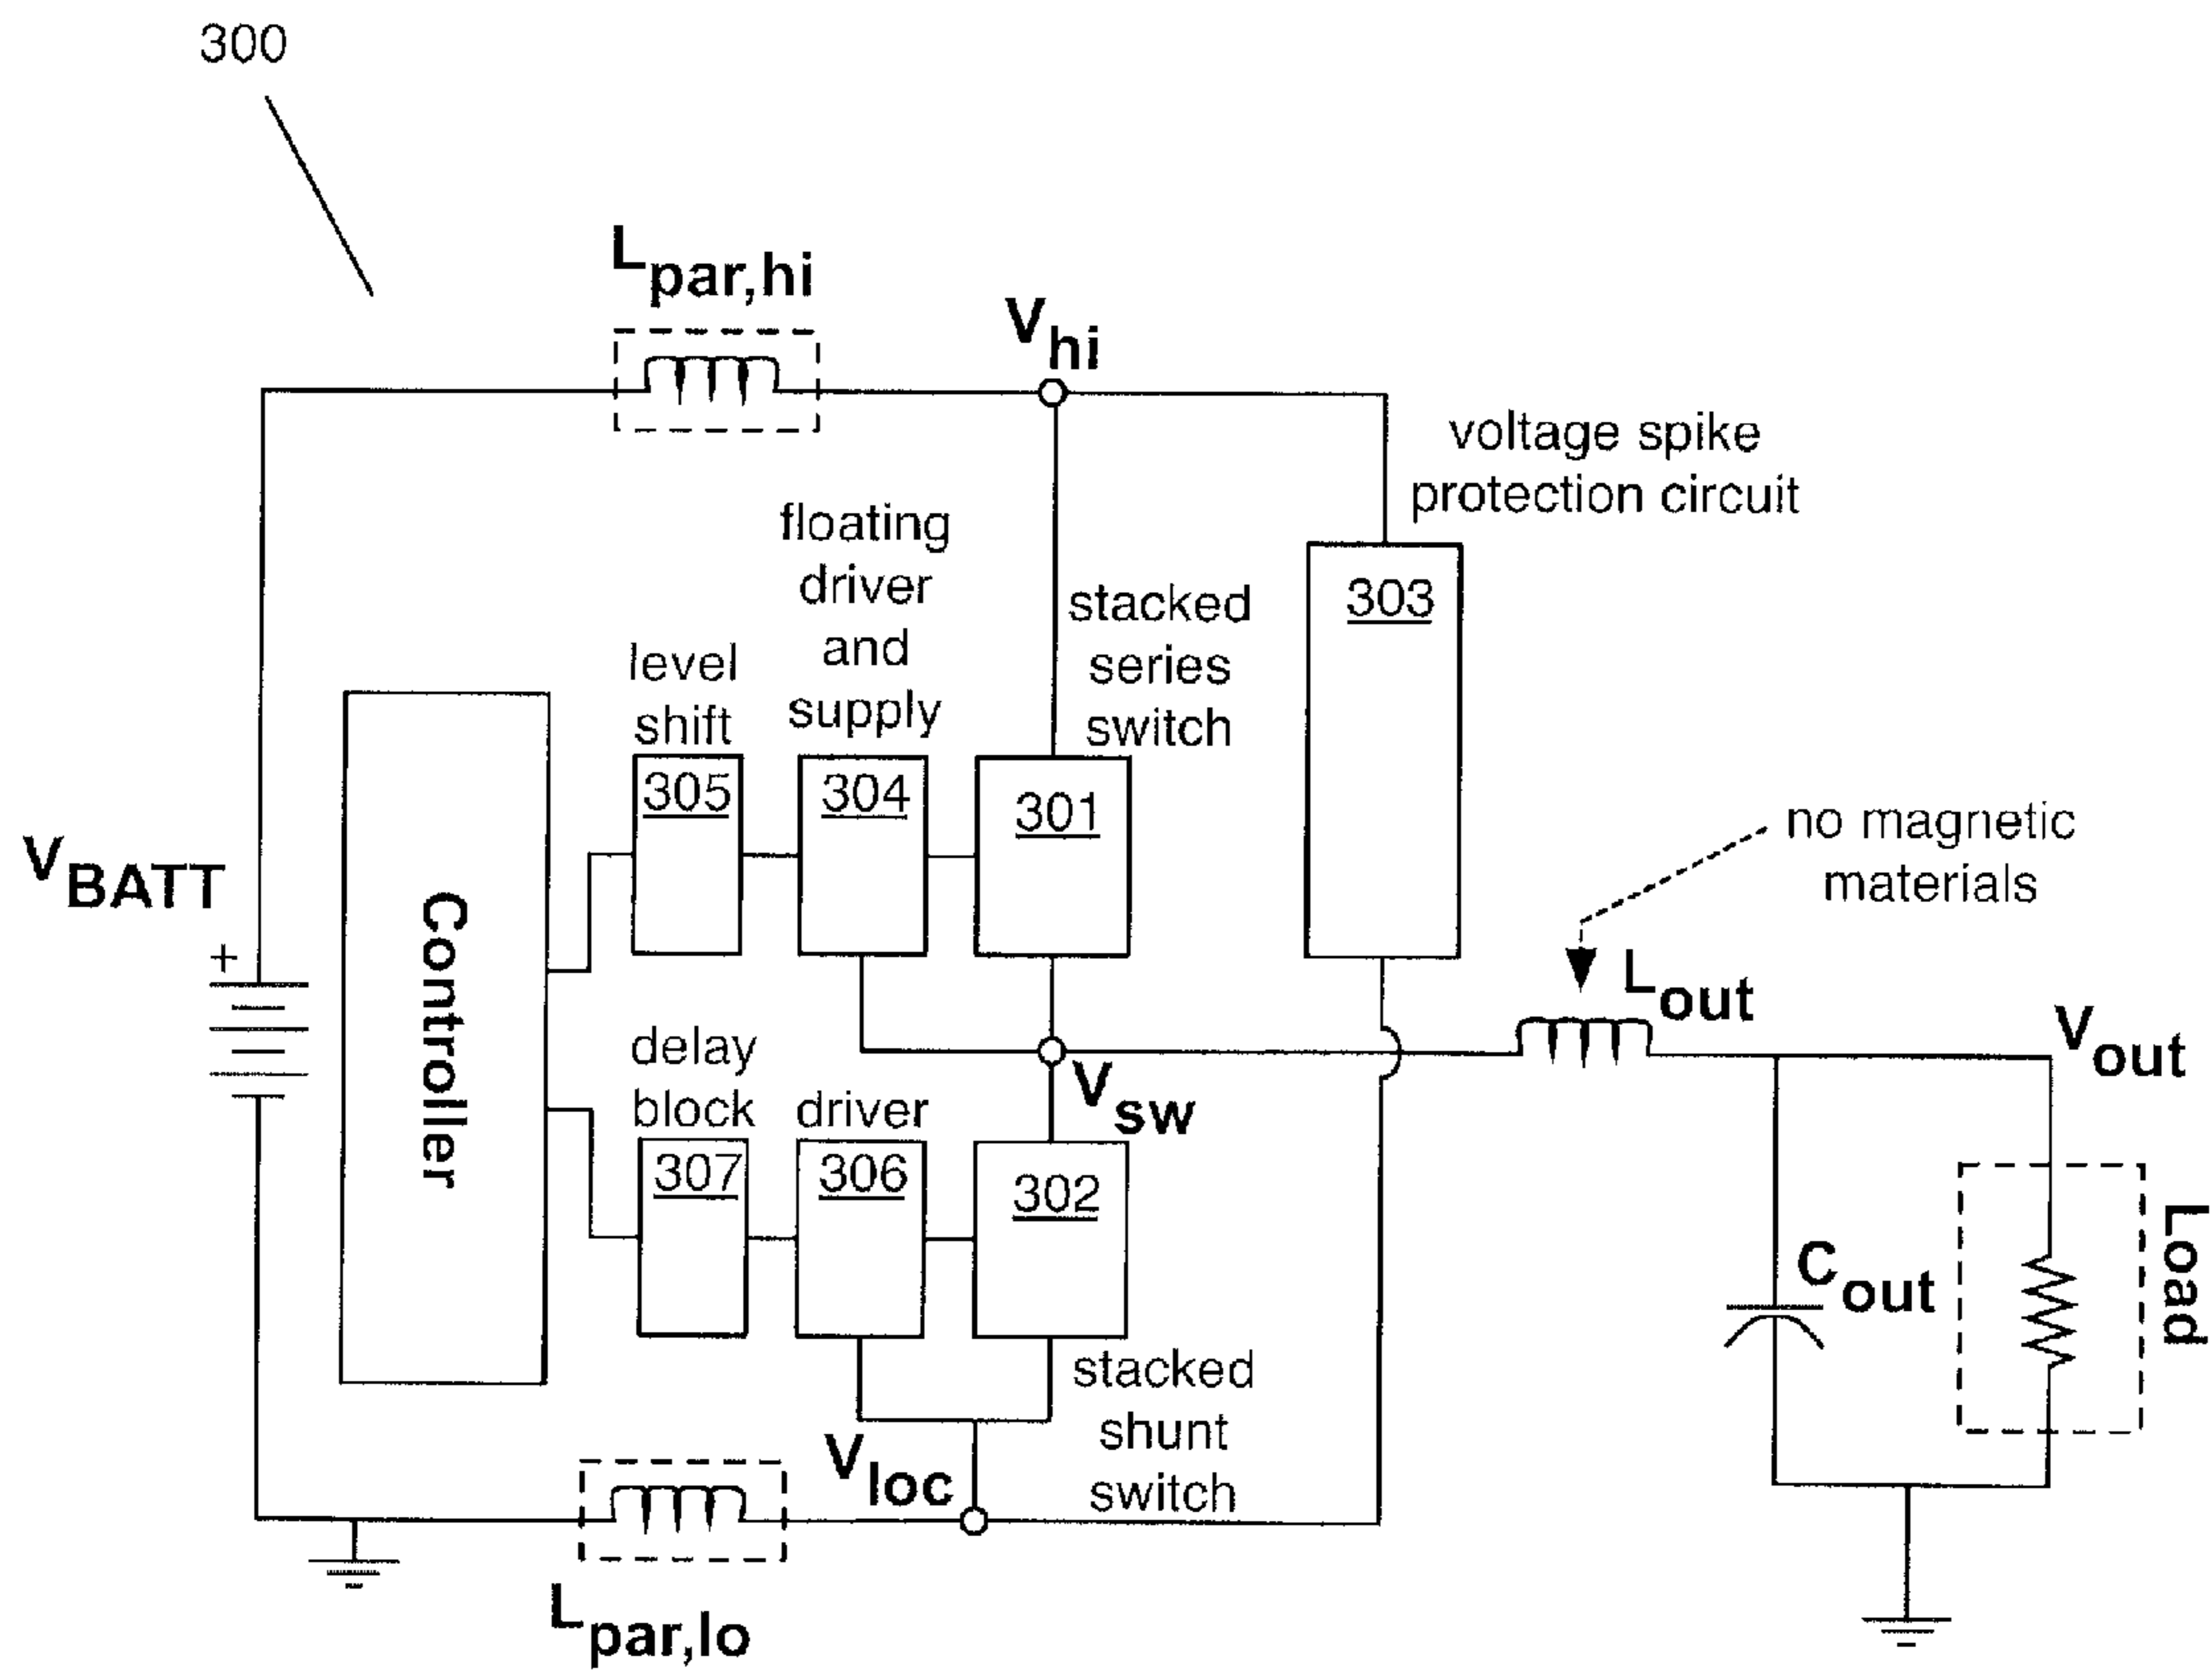 300
Lpar,hi
Vhi
voltage spike
protection circuit
303
floating
driver
and
supply
stacked
series
switch
level
shift
305
304
301
no magnetic
materials
VBATT
+
Controller
Lout
Vout
delay
block
driver
Vsw
307
306
302
Cout
Load
stacked
shunt
switch
Vloc
Lpar,lo